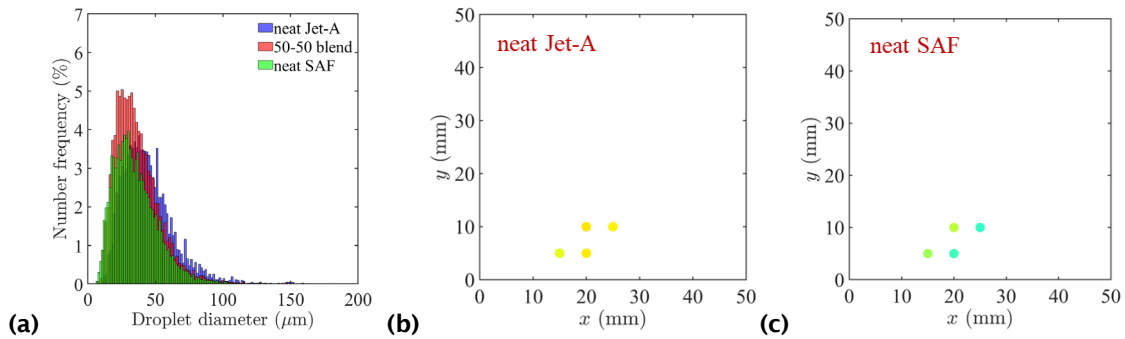 7
6
5
4
3
2
1
0
Number frequency (%)
0
50
100
150
200
Droplet diameter (μm)
neat Jet-A
50-50 blend
neat SAF
(a)
50
40
30
20
10
0
y (mm)
neat Jet-A
0
10
20
30
40
50
x (mm)
(b)
50
40
30
20
10
0
y (mm)
neat SAF
0
10
20
30
40
50
x (mm)
(c)